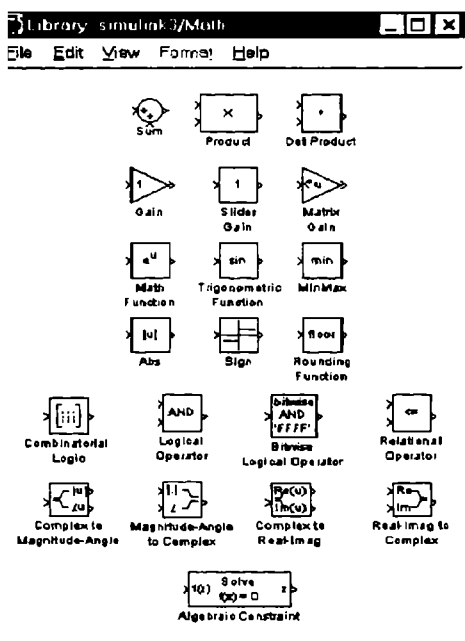 Library: simulink3/Math
File Edit View Format Help
Sum
×
Product
Dot Product
1
Gain
1
Slider
Gain
Matrix
Gain
eu
Math
Function
sin
Trigonometric
Function
min
MinMax
|u|
Abs
Sign
floor
Rounding
Function
Combinatorial
Logic
AND
Logical
Operator
bitwise
AND
'FFFF'
Bitwise
Logical Operator
<=
Relational
Operator
|u|
∠u
Complex to
Magnitude-Angle
|.|
∠
Magnitude-Angle
to Complex
Re(u)
Im(u)
Complex to
Real-Imag
Re
Im
Real-Imag to
Complex
f(z) Solve z
f(z) = 0
Algebraic Constraint